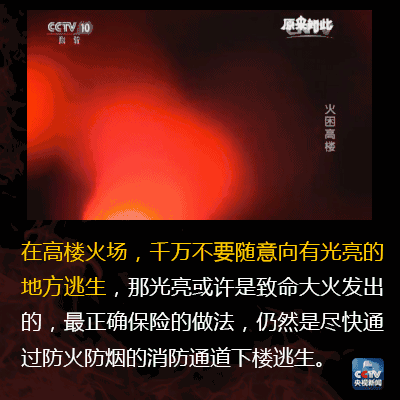 CCTV 10
科教
原来如此
火困高楼
在高楼火场，千万不要随意向有光亮的
地方逃生，那光亮或许是致命大火发出
的，最正确保险的做法，仍然是尽快通
过防火防烟的消防通道下楼逃生。
CCTV
央视新闻